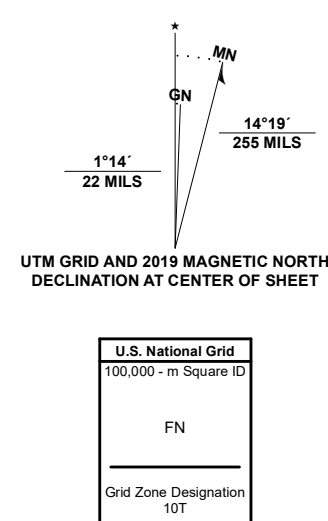 ★
MN
GN
14°19´
255 MILS
1°14´
22 MILS
UTM GRID AND 2019 MAGNETIC NORTH
DECLINATION AT CENTER OF SHEET
U.S. National Grid
100,000 - m Square ID
FN
Grid Zone Designation
10T